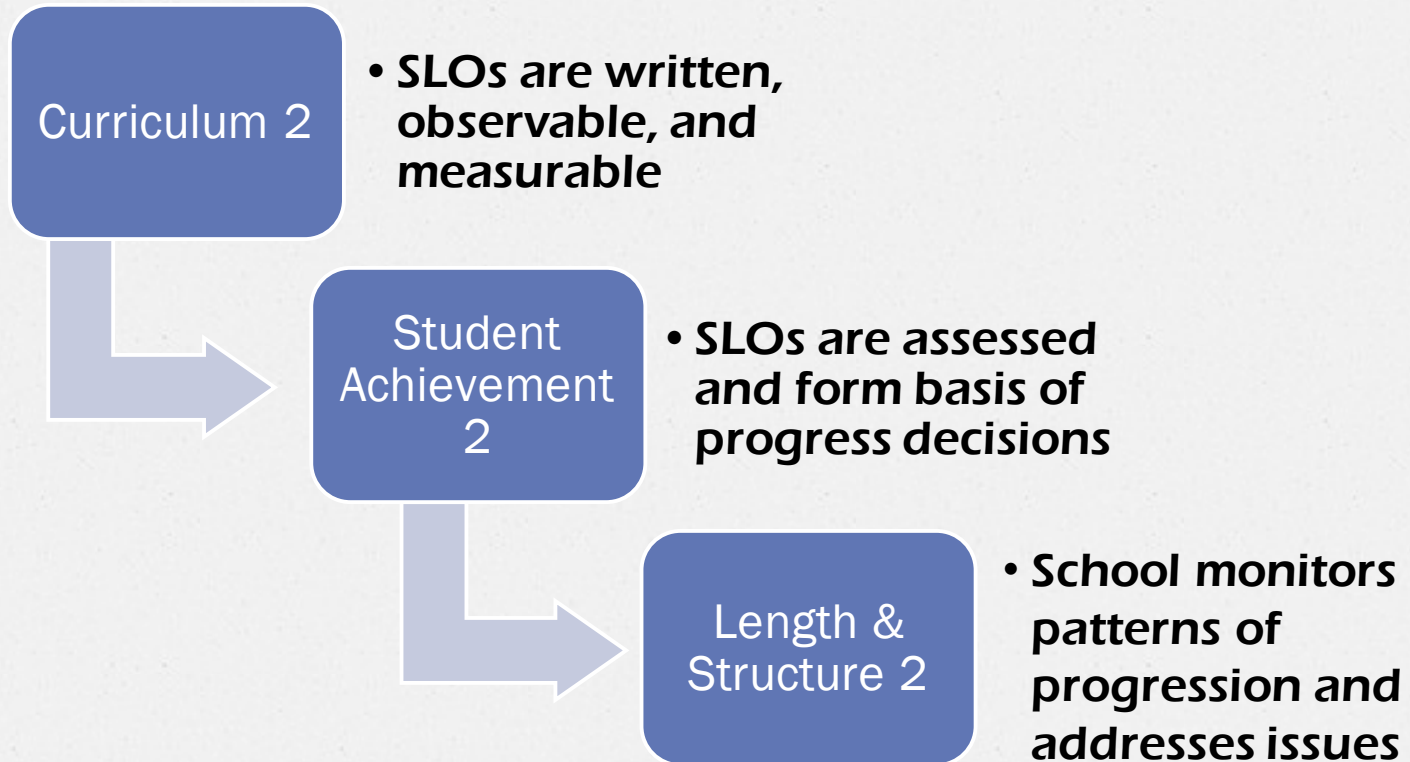 Curriculum 2
• SLOs are written,
observable, and
measurable
Student
Achievement
2
• SLOs are assessed
and form basis of
progress decisions
Length &
Structure 2
• School monitors
patterns of
progression and
addresses issues